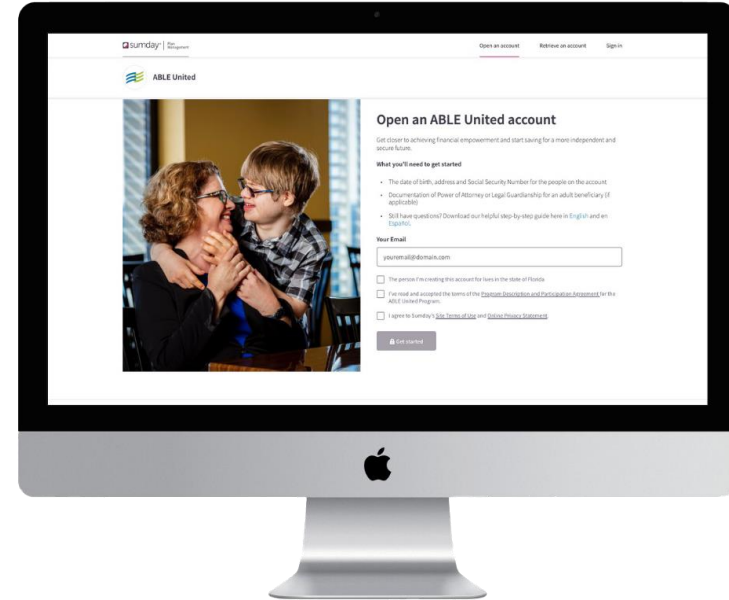 sumday | Plan Management
Open an account Retrieve an account Sign in
ABLE United
Open an ABLE United account
Get closer to achieving financial empowerment and start saving for a more independent and
secure future.
What you'll need to get started
• The date of birth, address and Social Security Number for the people on the account
• Documentation of Power of Attorney or Legal Guardianship for an adult beneficiary (if
applicable)
• Still have questions? Download our helpful step-by-step guide here in English and en
Español.
Your Email
youremail@domain.com
The person I'm creating this account for lives in the state of Florida
I've read and accepted the terms of the Program Description and Participation Agreement for the
ABLE United Program.
I agree to Sumday's Site Terms of Use and Online Privacy Statement.
Get started